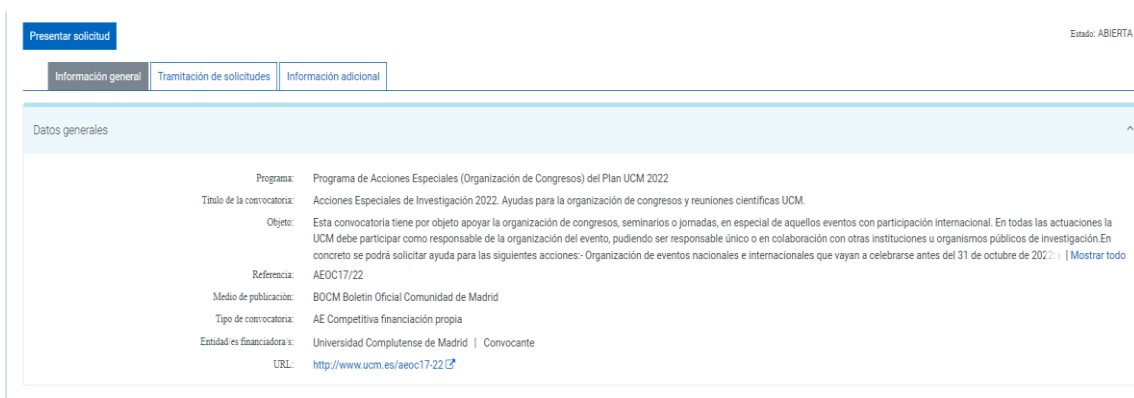 Presentar solicitud
Estado: ABIERTA
Información general
Tramitación de solicitudes
Información adicional
Datos generales
Programa: Programa de Acciones Especiales (Organización de Congresos) del Plan UCM 2022
Título de la convocatoria: Acciones Especiales de Investigación 2022. Ayudas para la organización de congresos y reuniones científicas UCM.
Objeto: Esta convocatoria tiene por objeto apoyar la organización de congresos, seminarios o jornadas, en especial de aquellos eventos con participación internacional. En todas las actuaciones la
UCM debe participar como responsable de la organización del evento, pudiendo ser responsable único o en colaboración con otras instituciones u organismos públicos de investigación.En
concreto se podrá solicitar ayuda para las siguientes acciones:- Organización de eventos nacionales e internacionales que vayan a celebrarse antes del 31 de octubre de 2022: | Mostrar todo
Referencia: AEOC17/22
Medio de publicación: BOCM Boletin Oficial Comunidad de Madrid
Tipo de convocatoria: AE Competitiva financiación propia
Entidad/es financiadora/s: Universidad Complutense de Madrid | Convocante
URL: http://www.ucm.es/aeoc17-22